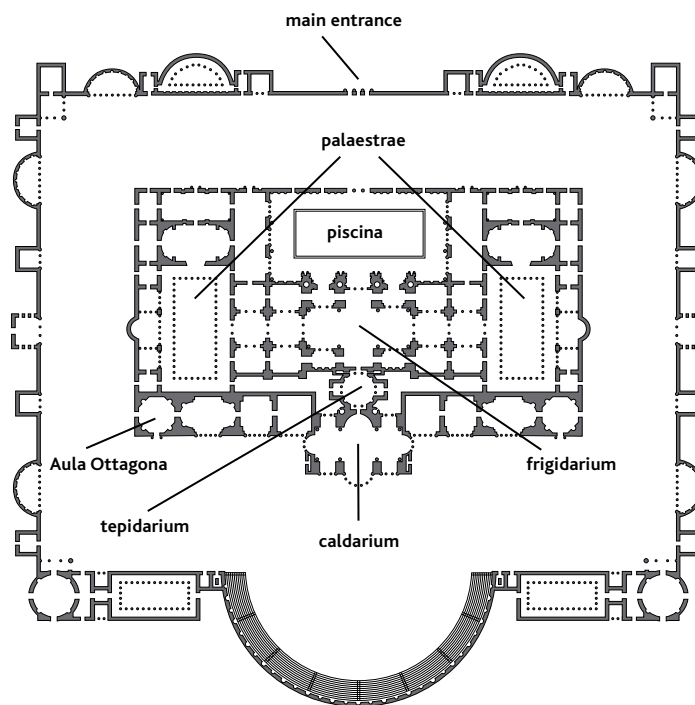 main entrance
palaestrae
piscina
Aula Ottagona
frigidarium
tepidarium
caldarium